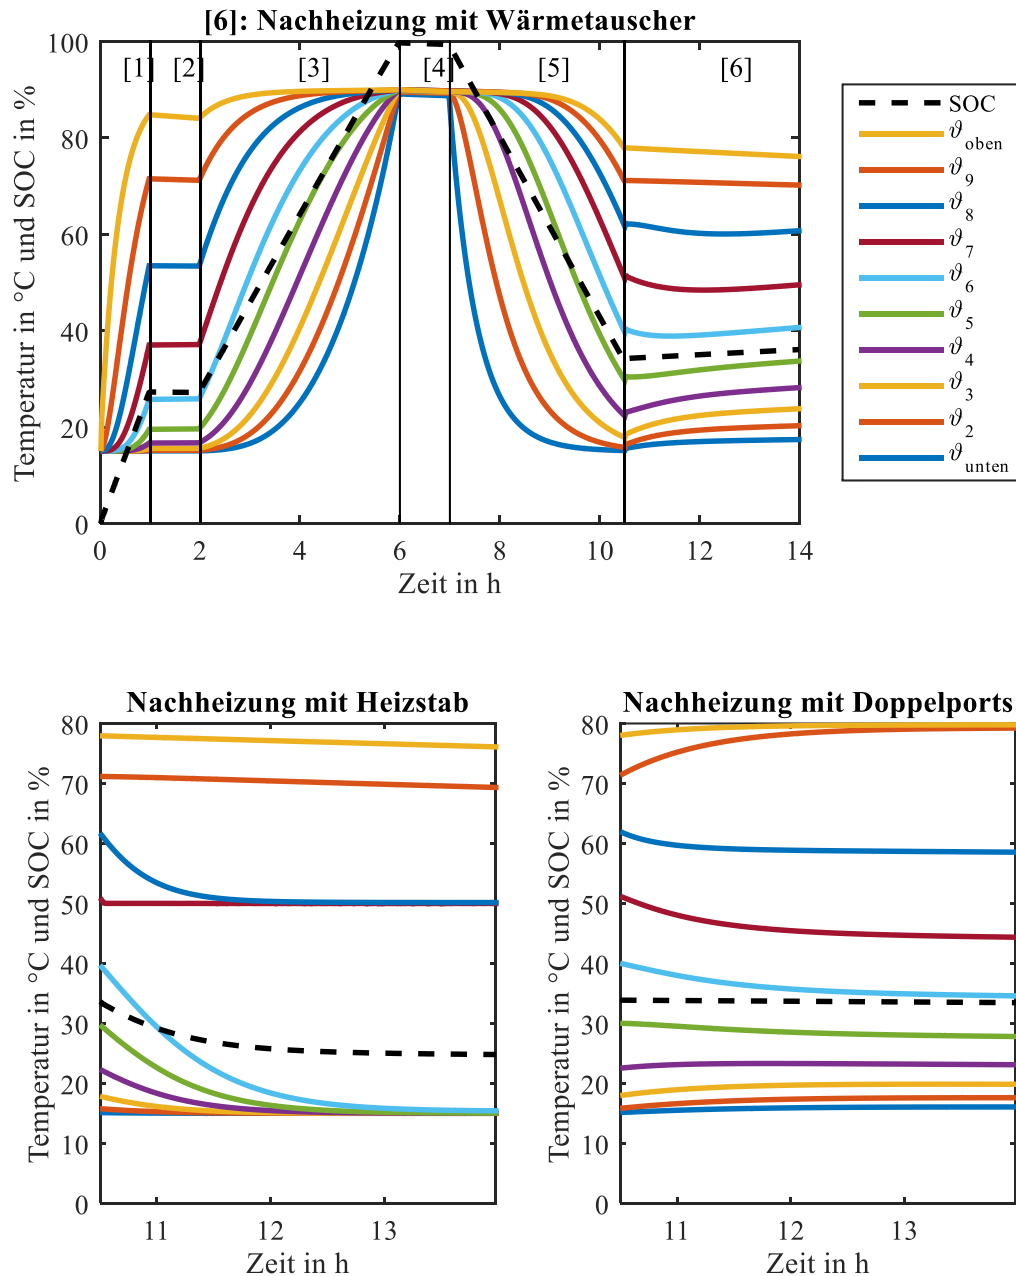 [6]: Nachheizung mit Wärmetauscher
Temperatur in °C und SOC in %
100
80
60
40
20
0
[1] [2] [3] [4] [5] [6]
0 2 4 6 8 10 12 14
Zeit in h
SOC
ϑoben
ϑ9
ϑ8
ϑ7
ϑ6
ϑ5
ϑ4
ϑ3
ϑ2
ϑunten
Nachheizung mit Heizstab
Temperatur in °C und SOC in %
80
70
60
50
40
30
20
10
0
11 12 13
Zeit in h
Nachheizung mit Doppelports
Temperatur in °C und SOC in %
80
70
60
50
40
30
20
10
0
11 12 13
Zeit in h